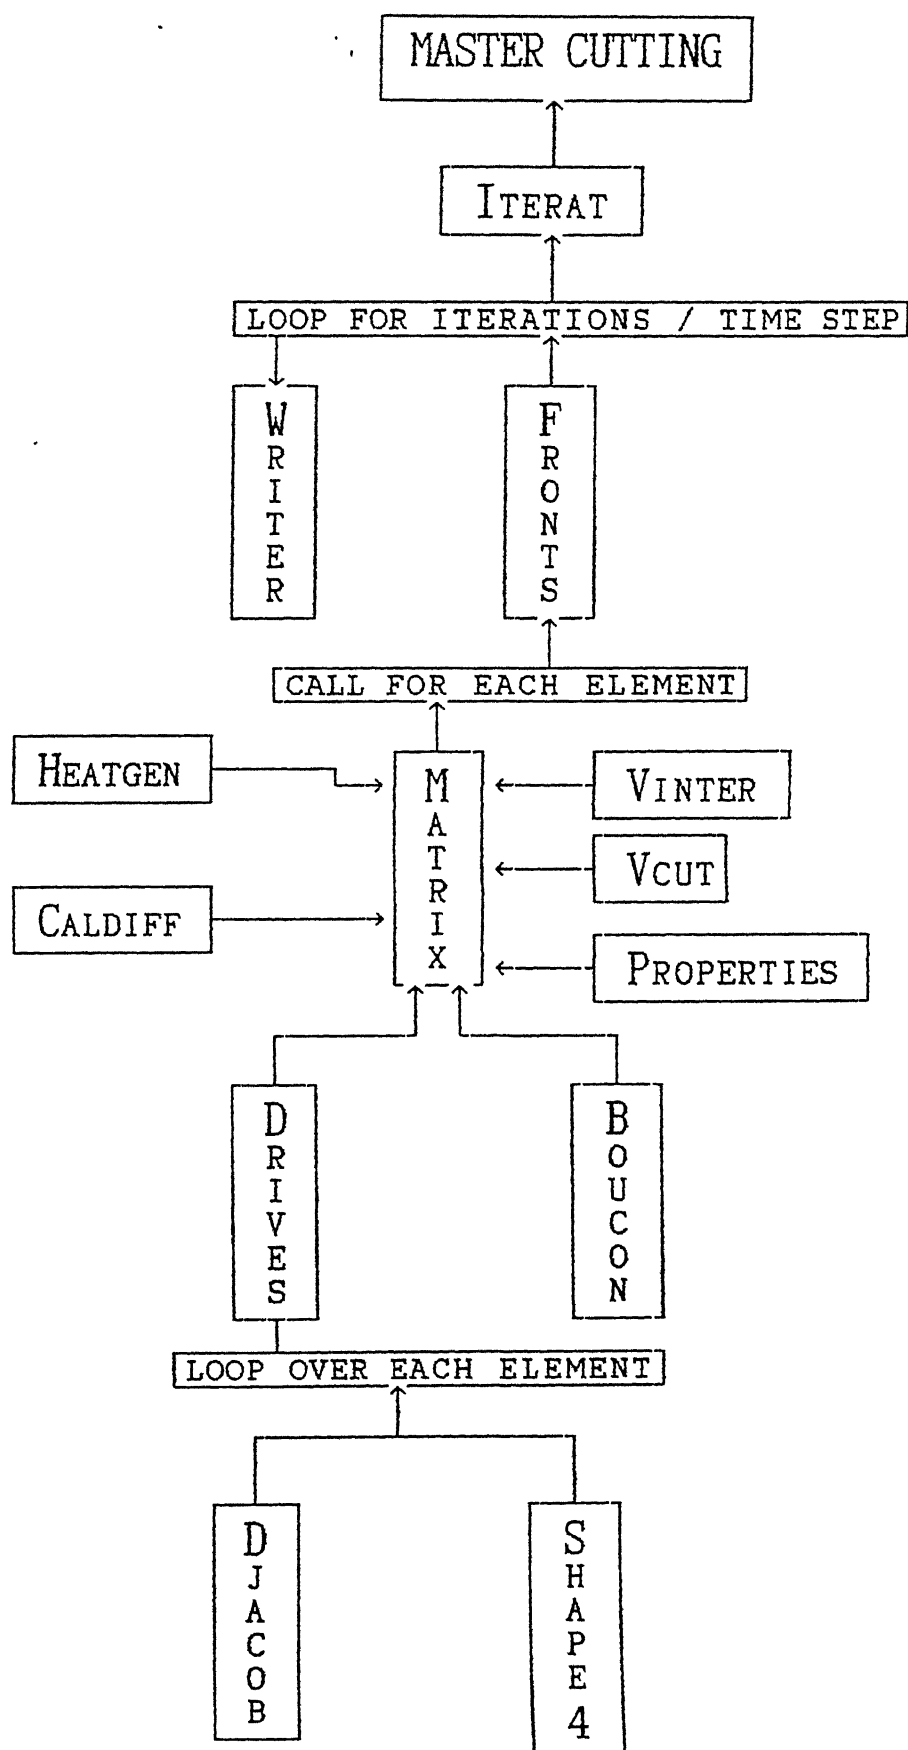 MASTER CUTTING
ITERAT
LOOP FOR ITERATIONS / TIME STEP
WRITER
FRONTS
CALL FOR EACH ELEMENT
HEATGEN
MATRIX
VINTER
VCUT
CALDIFF
PROPERTIES
DRIVES
BOUCON
LOOP OVER EACH ELEMENT
DJACOB
SHAPE4